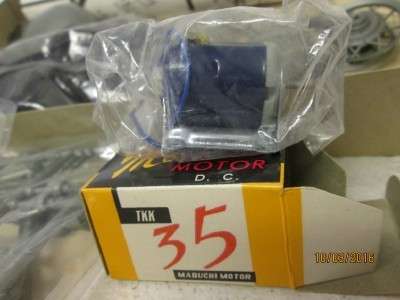 MOTOR
D. C.
TKK
35
MABUCHI MOTOR
10/03/2016